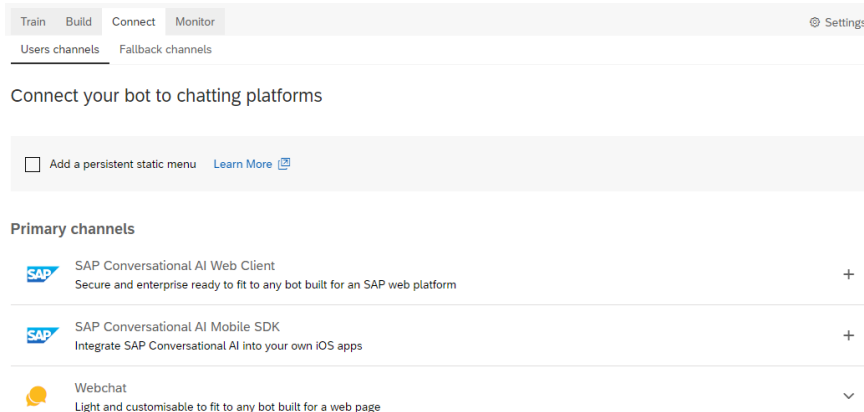 Train Build Connect Monitor Settings
Users channels Fallback channels
Connect your bot to chatting platforms
Add a persistent static menu Learn More
Primary channels
SAP SAP Conversational AI Web Client
Secure and enterprise ready to fit to any bot built for an SAP web platform
SAP SAP Conversational AI Mobile SDK
Integrate SAP Conversational AI into your own iOS apps
Webchat
Light and customisable to fit to any bot built for a web page